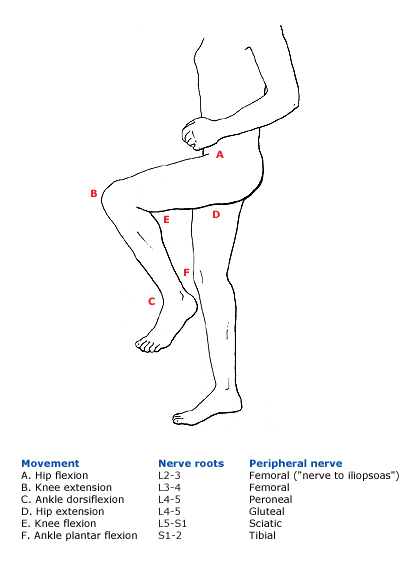 A
B
E
D
F
C
Movement Nerve roots Peripheral nerve
A. Hip flexion L2-3 Femoral ("nerve to iliopsoas")
B. Knee extension L3-4 Femoral
C. Ankle dorsiflexion L4-5 Peroneal
D. Hip extension L4-5 Gluteal
E. Knee flexion L5-S1 Sciatic
F. Ankle plantar flexion S1-2 Tibial